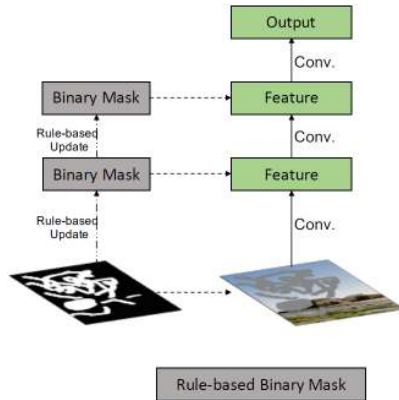 Output
Conv.
Binary Mask
Feature
Rule-based
Update
Conv.
Binary Mask
Feature
Rule-based
Update
Conv.
Rule-based Binary Mask